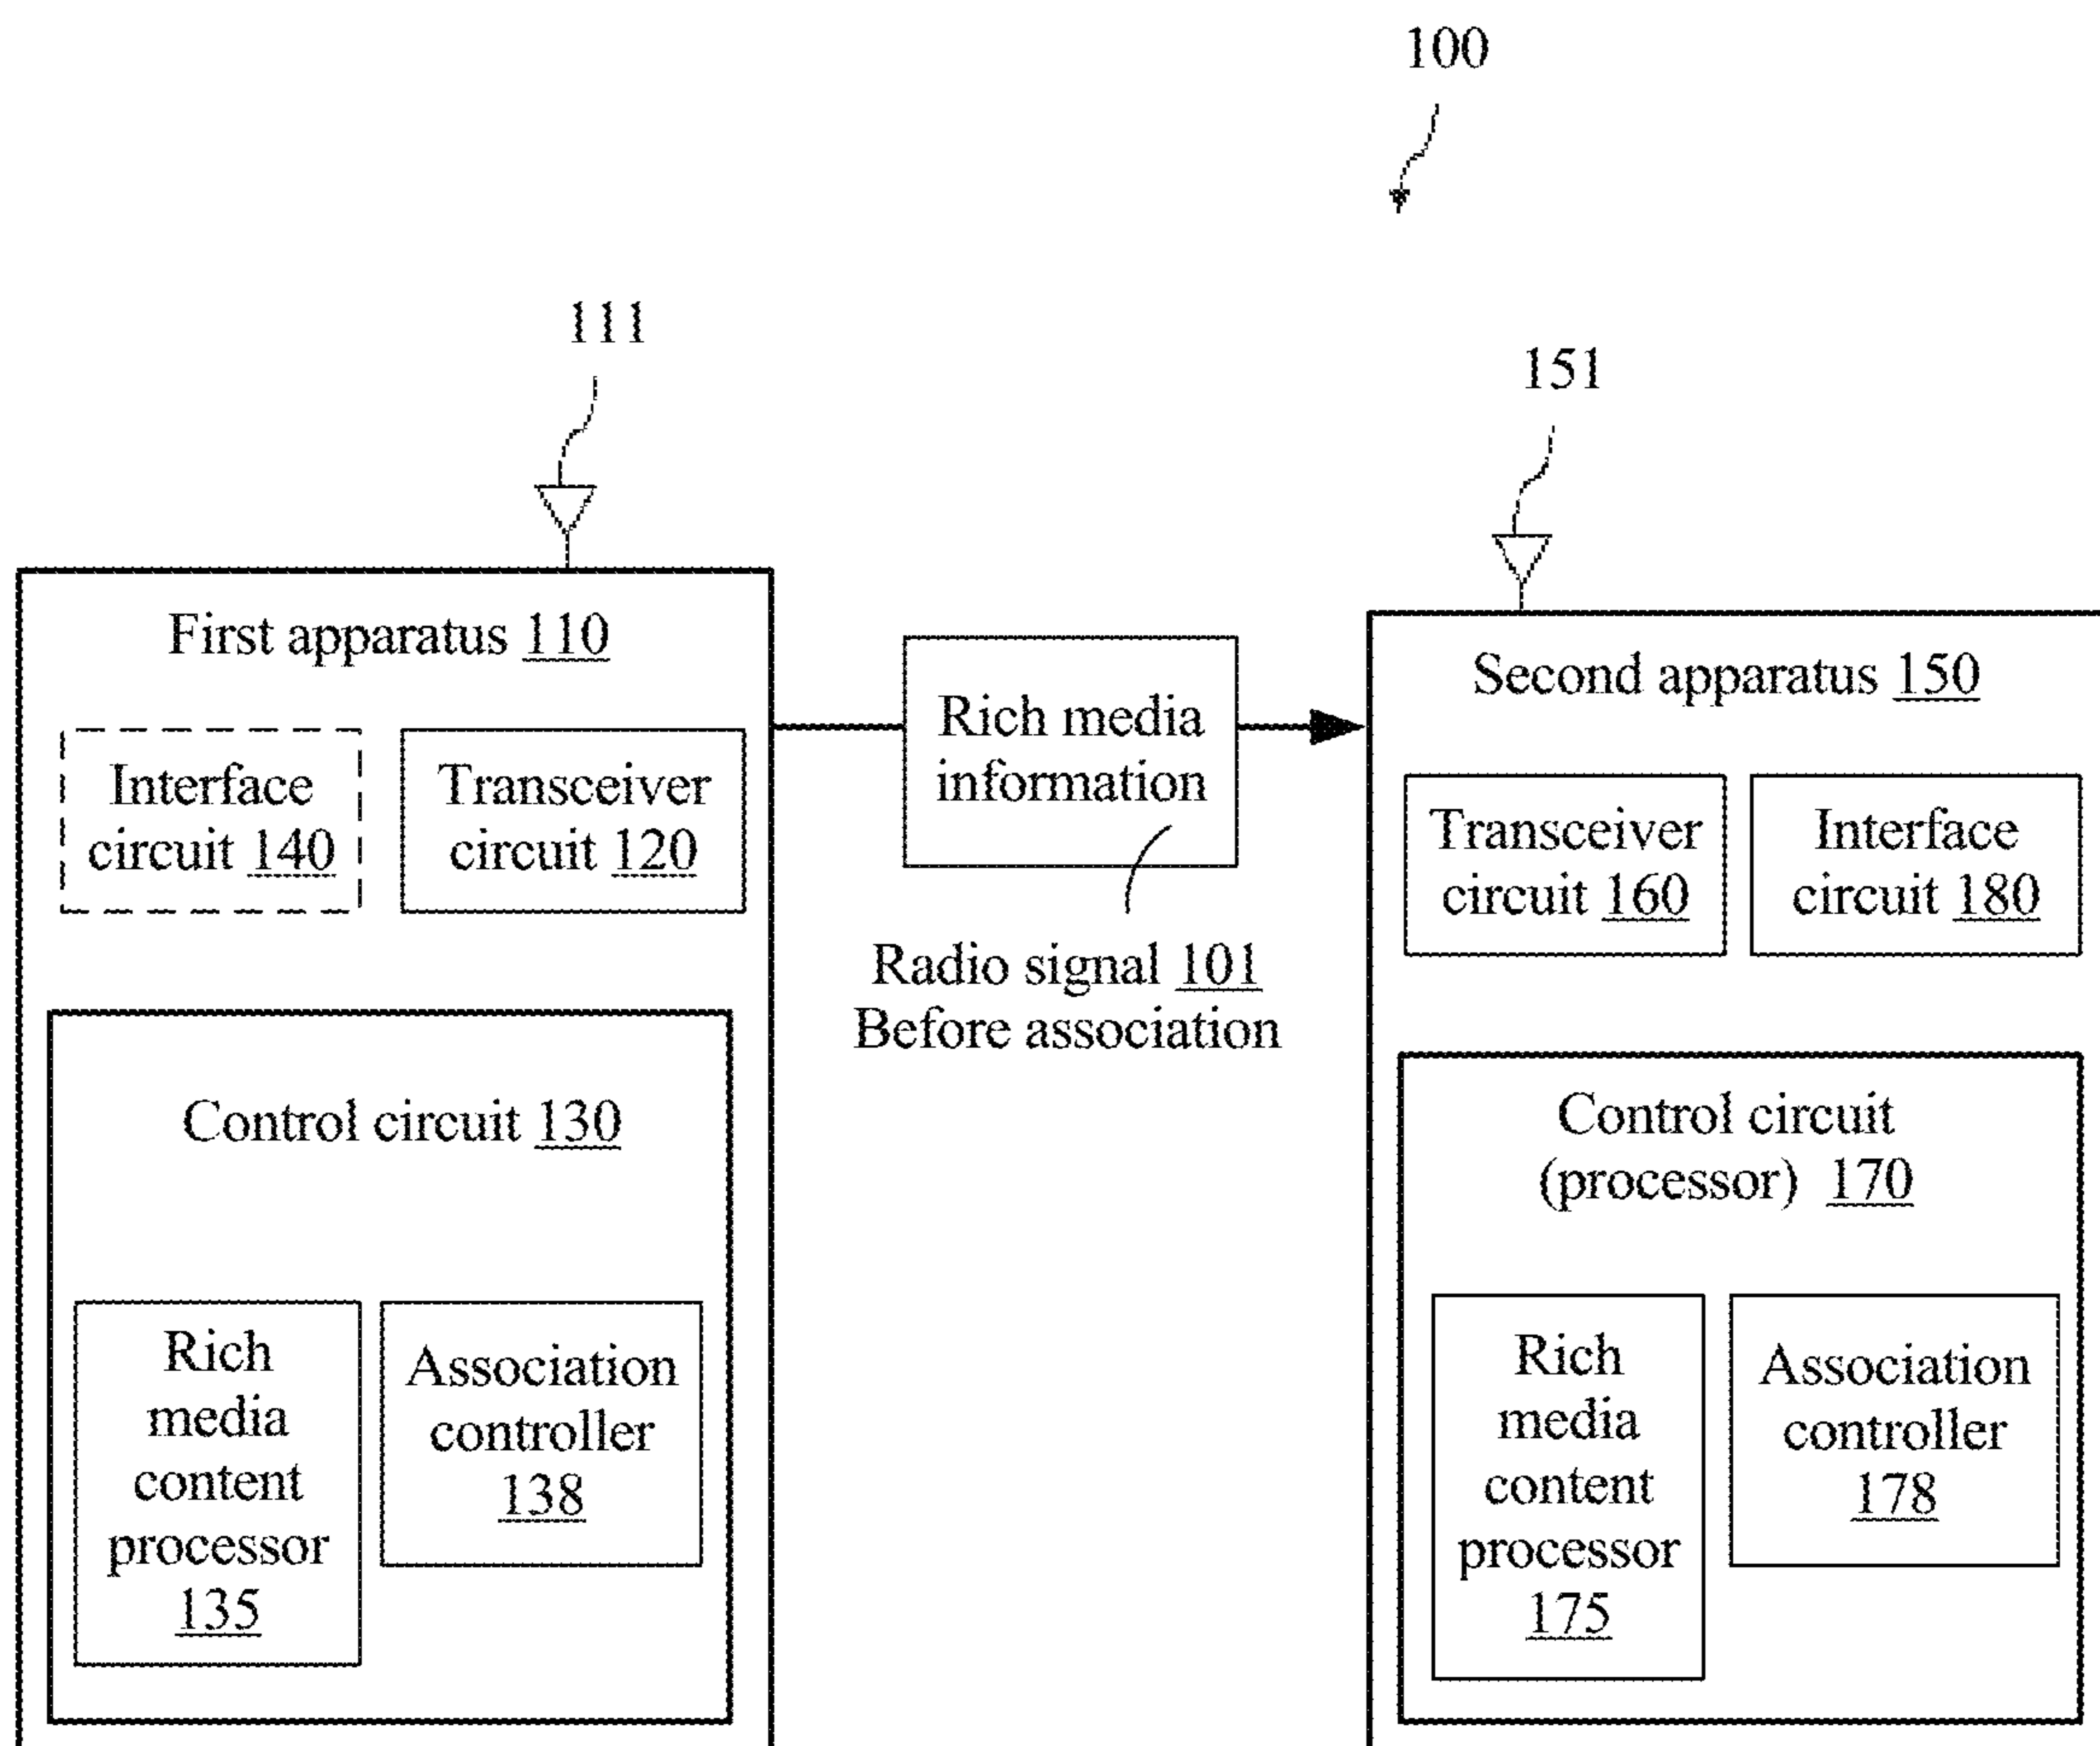 100
111
151
First apparatus 110
Interface
circuit 140
Transceiver
circuit 120
Control circuit 130
Rich
media
content
processor
135
Association
controller
138
Rich media
information
Radio signal 101
Before association
Second apparatus 150
Transceiver
circuit 160
Interface
circuit 180
Control circuit
(processor) 170
Rich
media
content
processor
175
Association
controller
178